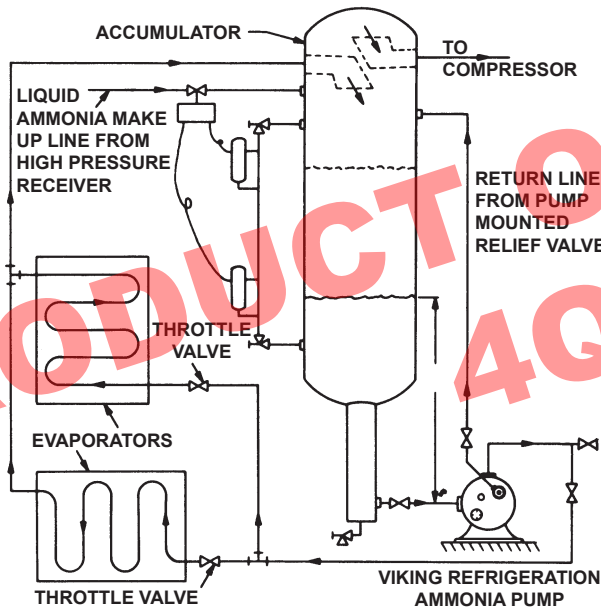 ACCUMULATOR
TO
COMPRESSOR
LIQUID
AMMONIA MAKE
UP LINE FROM
HIGH PRESSURE
RECEIVER
RETURN LINE
FROM PUMP
MOUNTED
RELIEF VALVE
PRODUCT O
4Q
THROTTLE
VALVE
EVAPORATORS
THROTTLE VALVE
VIKING REFRIGERATION
AMMONIA PUMP